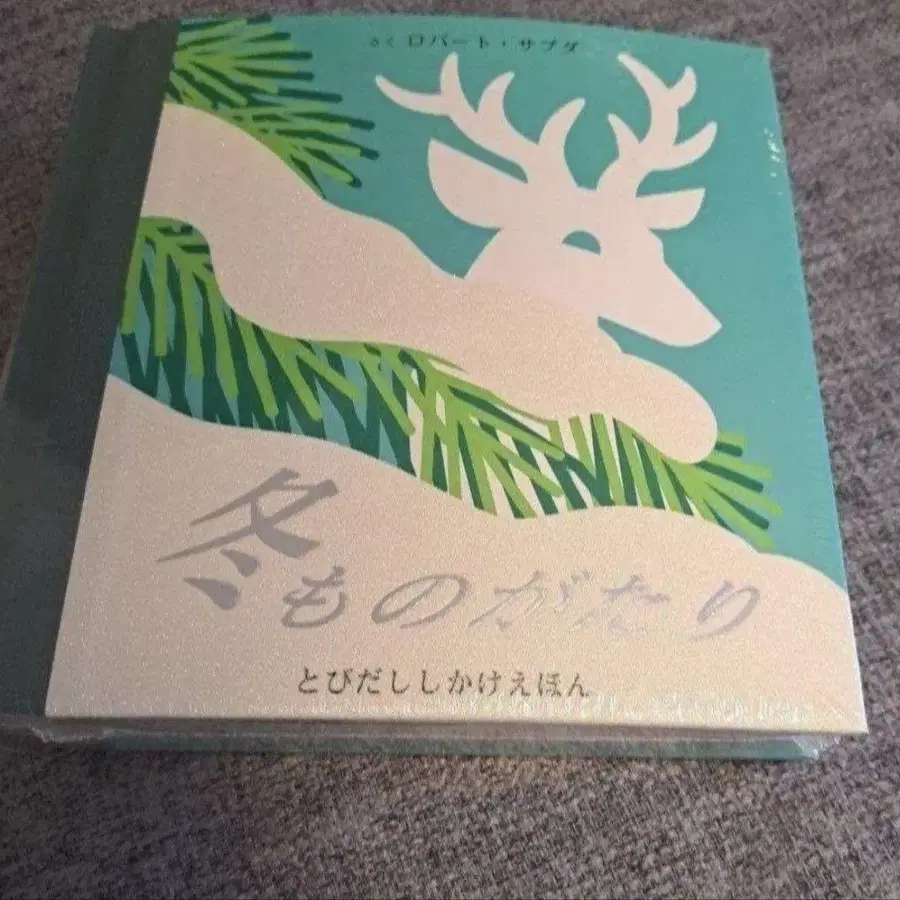 さく ロバート・サブダ
冬ものがたり
とびだししかけえほん